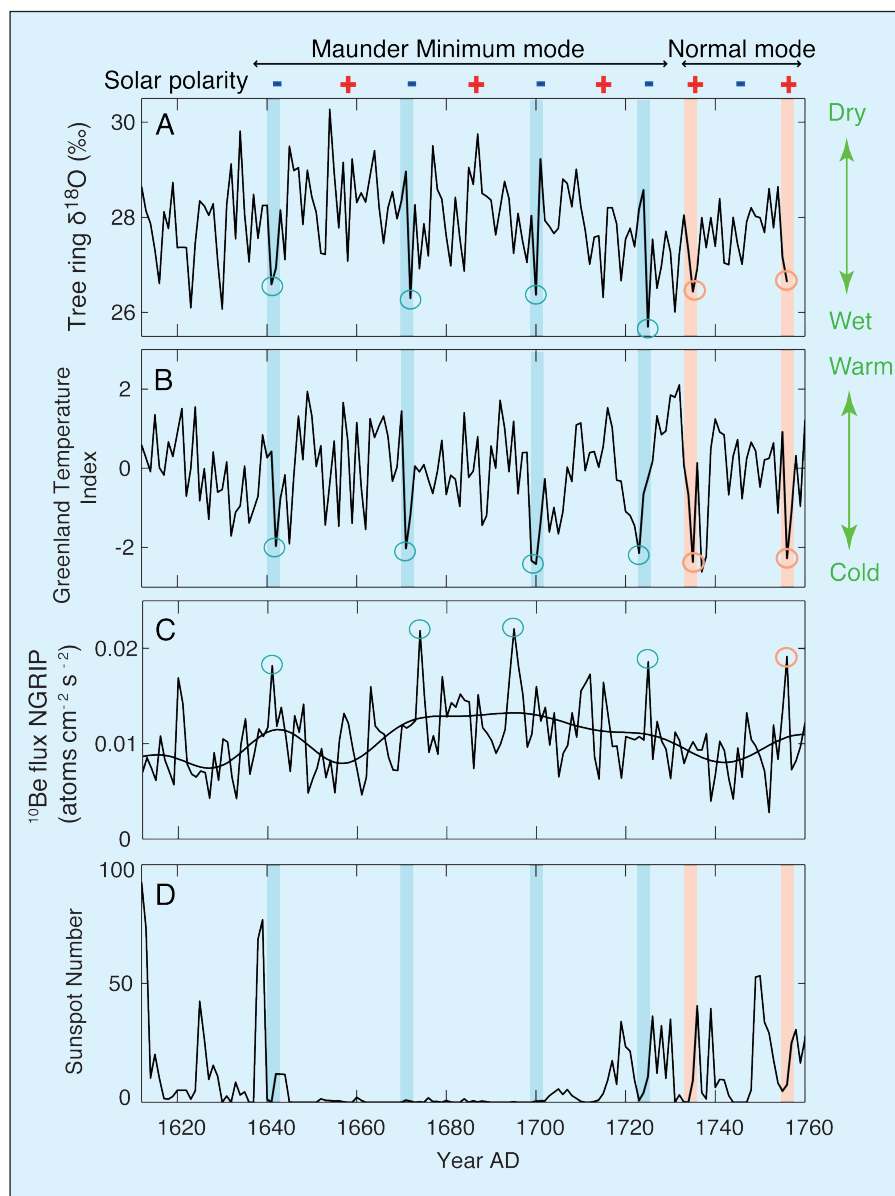 Maunder Minimum mode Normal mode
Solar polarity - + - + - + - + - +
A
30
28
26
Tree ring δ¹⁸O (‰)
Dry
Wet
B
2
0
-2
Greenland Temperature
Index
Warm
Cold
C
0.02
0.01
0
¹⁰Be flux NGRIP
(atoms cm⁻² s⁻²)
D
100
50
0
Sunspot Number
1620 1640 1660 1680 1700 1720 1740 1760
Year AD